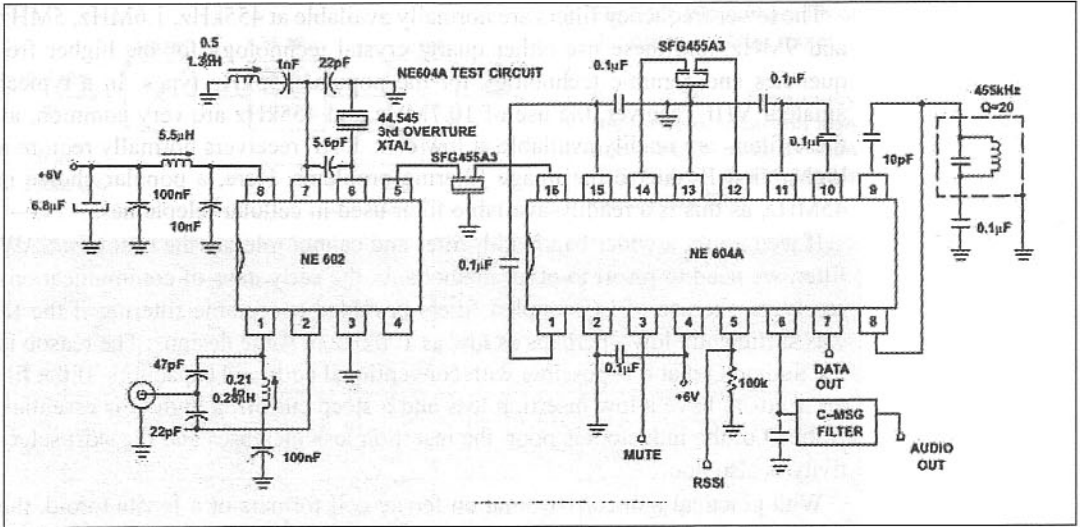 0.5
1.3µH
1nF
22pF
NE604A TEST CIRCUIT
44.545
3rd OVERTURE
XTAL
5.6pF
5.5µH
+6V
6.8µF
100nF
10nF
SFG455A3
SFG455A3
0.1µF
0.1µF
0.1µF
10pF
455kHz
Q=20
0.1µF
0.1µF
8 7 6 5
NE 602
1 2 3 4
16 15 14 13 12 11 10 9
NE 604A
1 2 3 4 5 6 7 8
47pF
0.21
to
0.28µH
22pF
100nF
0.1µF
+6V
100k
MUTE
RSSI
DATA
OUT
C-MSG
FILTER
AUDIO
OUT